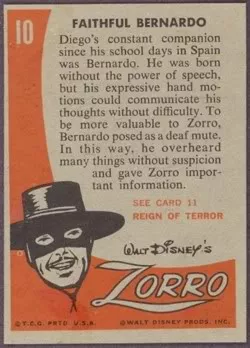 10
FAITHFUL BERNARDO
Diego's constant companion
since his school days in Spain
was Bernardo. He was born
without the power of speech,
but his expressive hand mo-
tions could communicate his
thoughts without difficulty. To
be more valuable to Zorro,
Bernardo posed as a deaf mute.
In this way, he overheard
many things without suspicion
and gave Zorro impor-
tant information.
SEE CARD 11
REIGN OF TERROR
WALT DISNEY'S
ZORRO
© T.C.G. PRTD. U.S.A.
© WALT DISNEY PRODS., INC.